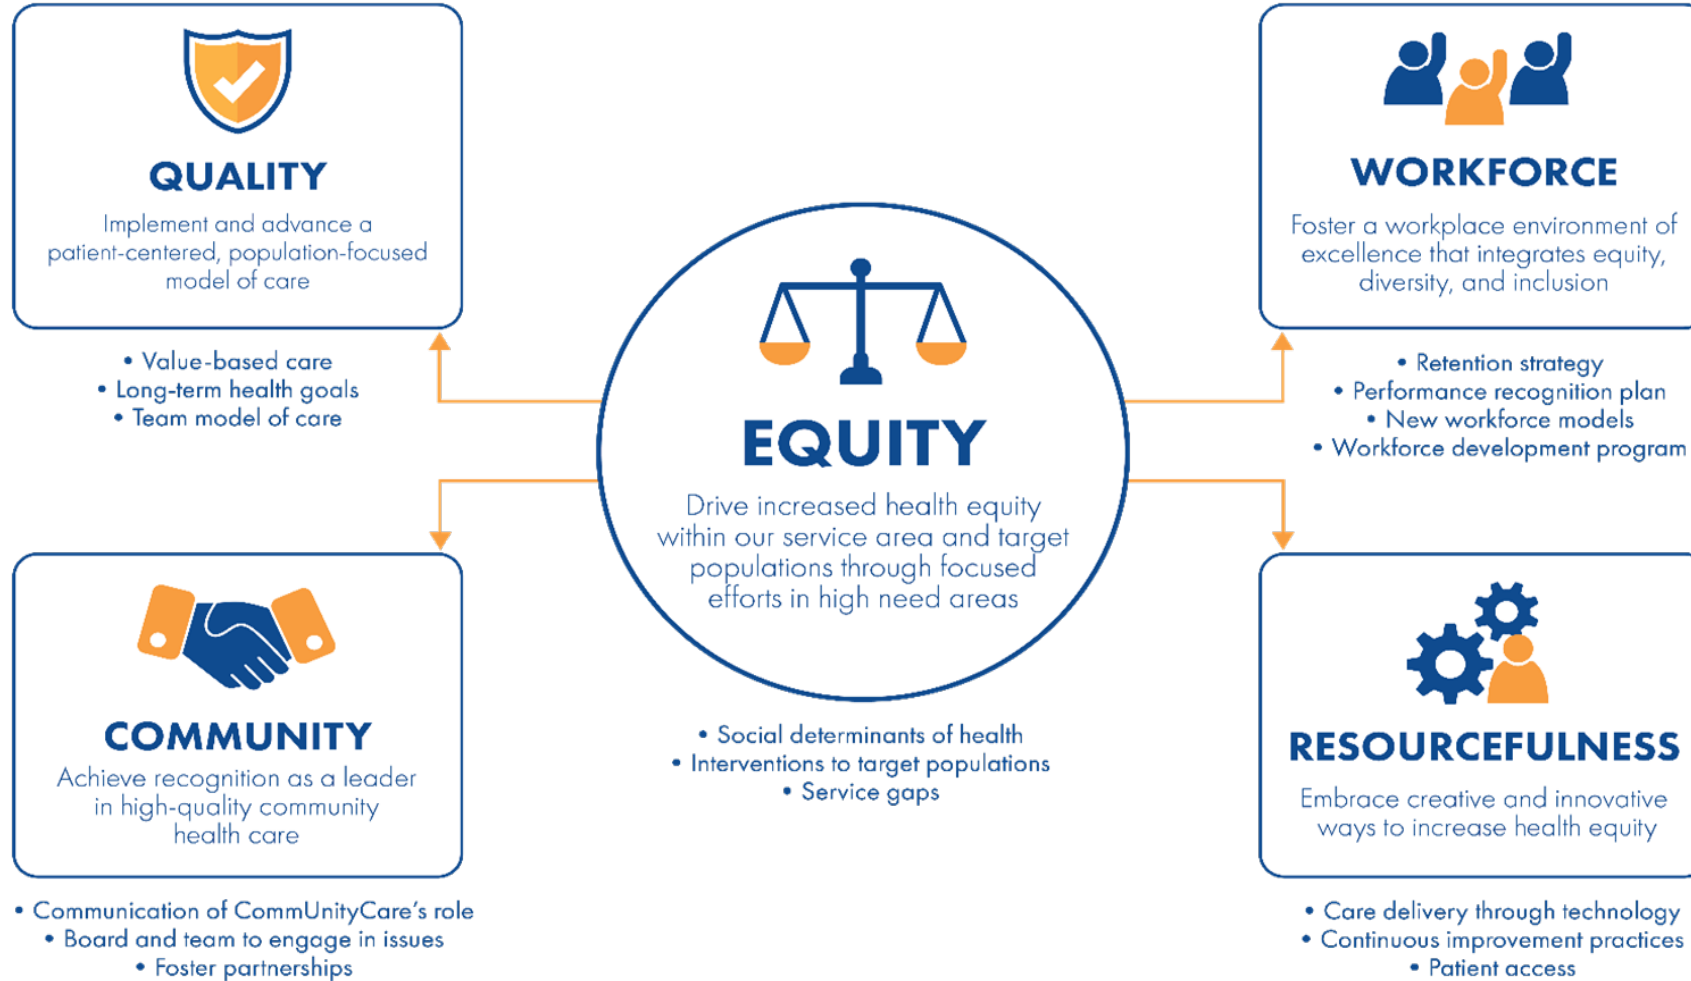 QUALITY
Implement and advance a
patient-centered, population-focused
model of care
• Value-based care
• Long-term health goals
• Team model of care
WORKFORCE
Foster a workplace environment of
excellence that integrates equity,
diversity, and inclusion
• Retention strategy
• Performance recognition plan
• New workforce models
• Workforce development program
EQUITY
Drive increased health equity
within our service area and target
populations through focused
efforts in high need areas
• Social determinants of health
• Interventions to target populations
• Service gaps
COMMUNITY
Achieve recognition as a leader
in high-quality community
health care
• Communication of CommUnityCare's role
• Board and team to engage in issues
• Foster partnerships
RESOURCEFULNESS
Embrace creative and innovative
ways to increase health equity
• Care delivery through technology
• Continuous improvement practices
• Patient access